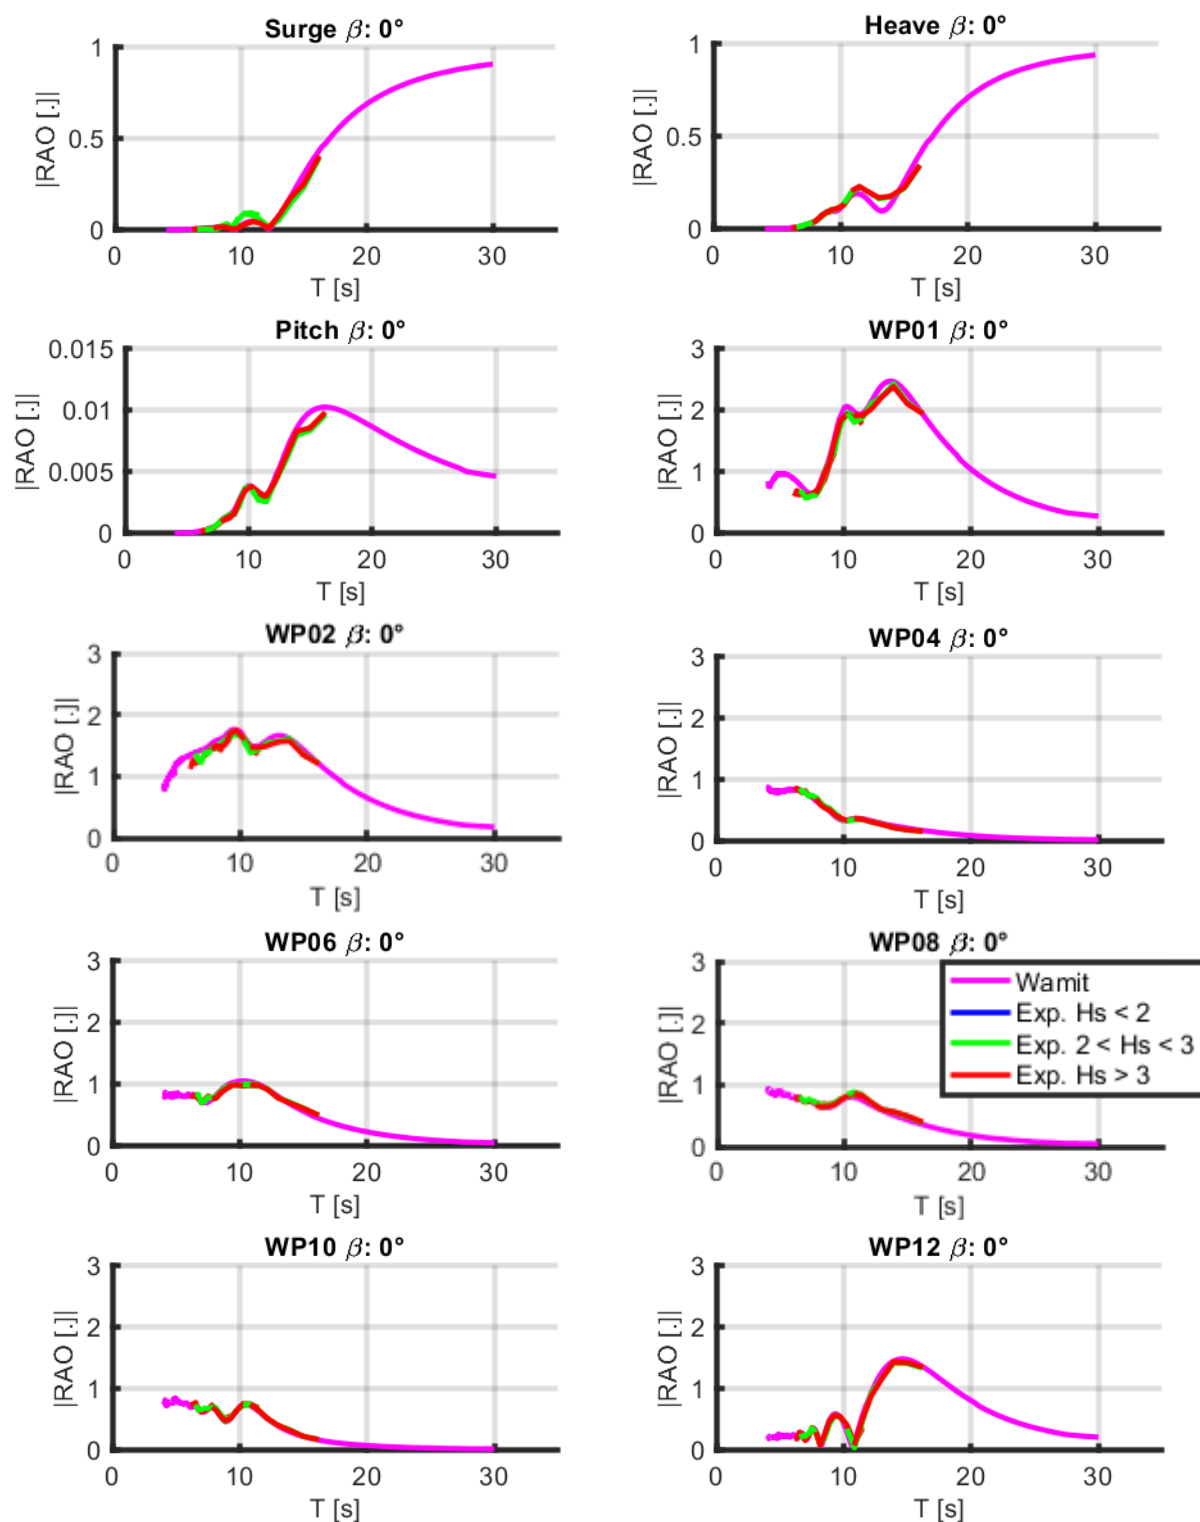 Surge β: 0°
1
0.5
0
|RAO [.]|
0 10 20 30
T [s]
Heave β: 0°
1
0.5
0
|RAO [.]|
0 10 20 30
T [s]
Pitch β: 0°
0.015
0.01
0.005
0
|RAO [.]|
0 10 20 30
T [s]
WP01 β: 0°
3
2
1
0
|RAO [.]|
0 10 20 30
T [s]
WP02 β: 0°
3
2
1
0
|RAO [.]|
0 10 20 30
T [s]
WP04 β: 0°
3
2
1
0
|RAO [.]|
0 10 20 30
T [s]
WP06 β: 0°
3
2
1
0
|RAO [.]|
0 10 20 30
T [s]
WP08 β: 0°
3
2
1
0
|RAO [.]|
0 10 20 30
T [s]
Wamit
Exp. Hs < 2
Exp. 2 < Hs < 3
Exp. Hs > 3
WP10 β: 0°
3
2
1
0
|RAO [.]|
0 10 20 30
T [s]
WP12 β: 0°
3
2
1
0
|RAO [.]|
0 10 20 30
T [s]